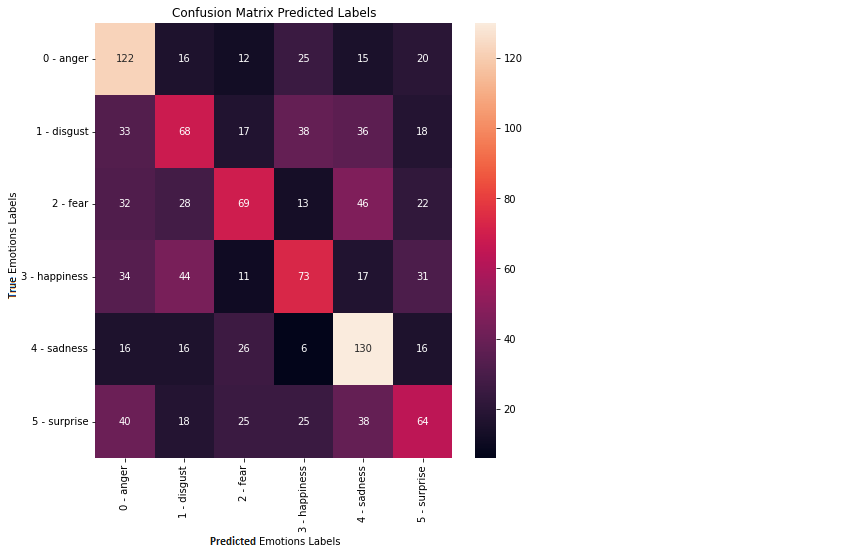 Confusion Matrix Predicted Labels
0 - anger 122 16 12 25 15 20
1 - disgust 33 68 17 38 36 18
2 - fear 32 28 69 13 46 22
3 - happiness 34 44 11 73 17 31
4 - sadness 16 16 26 6 130 16
5 - surprise 40 18 25 25 38 64
True Emotions Labels
0 - anger
1 - disgust
2 - fear
3 - happiness
4 - sadness
5 - surprise
Predicted Emotions Labels
120
100
80
60
40
20